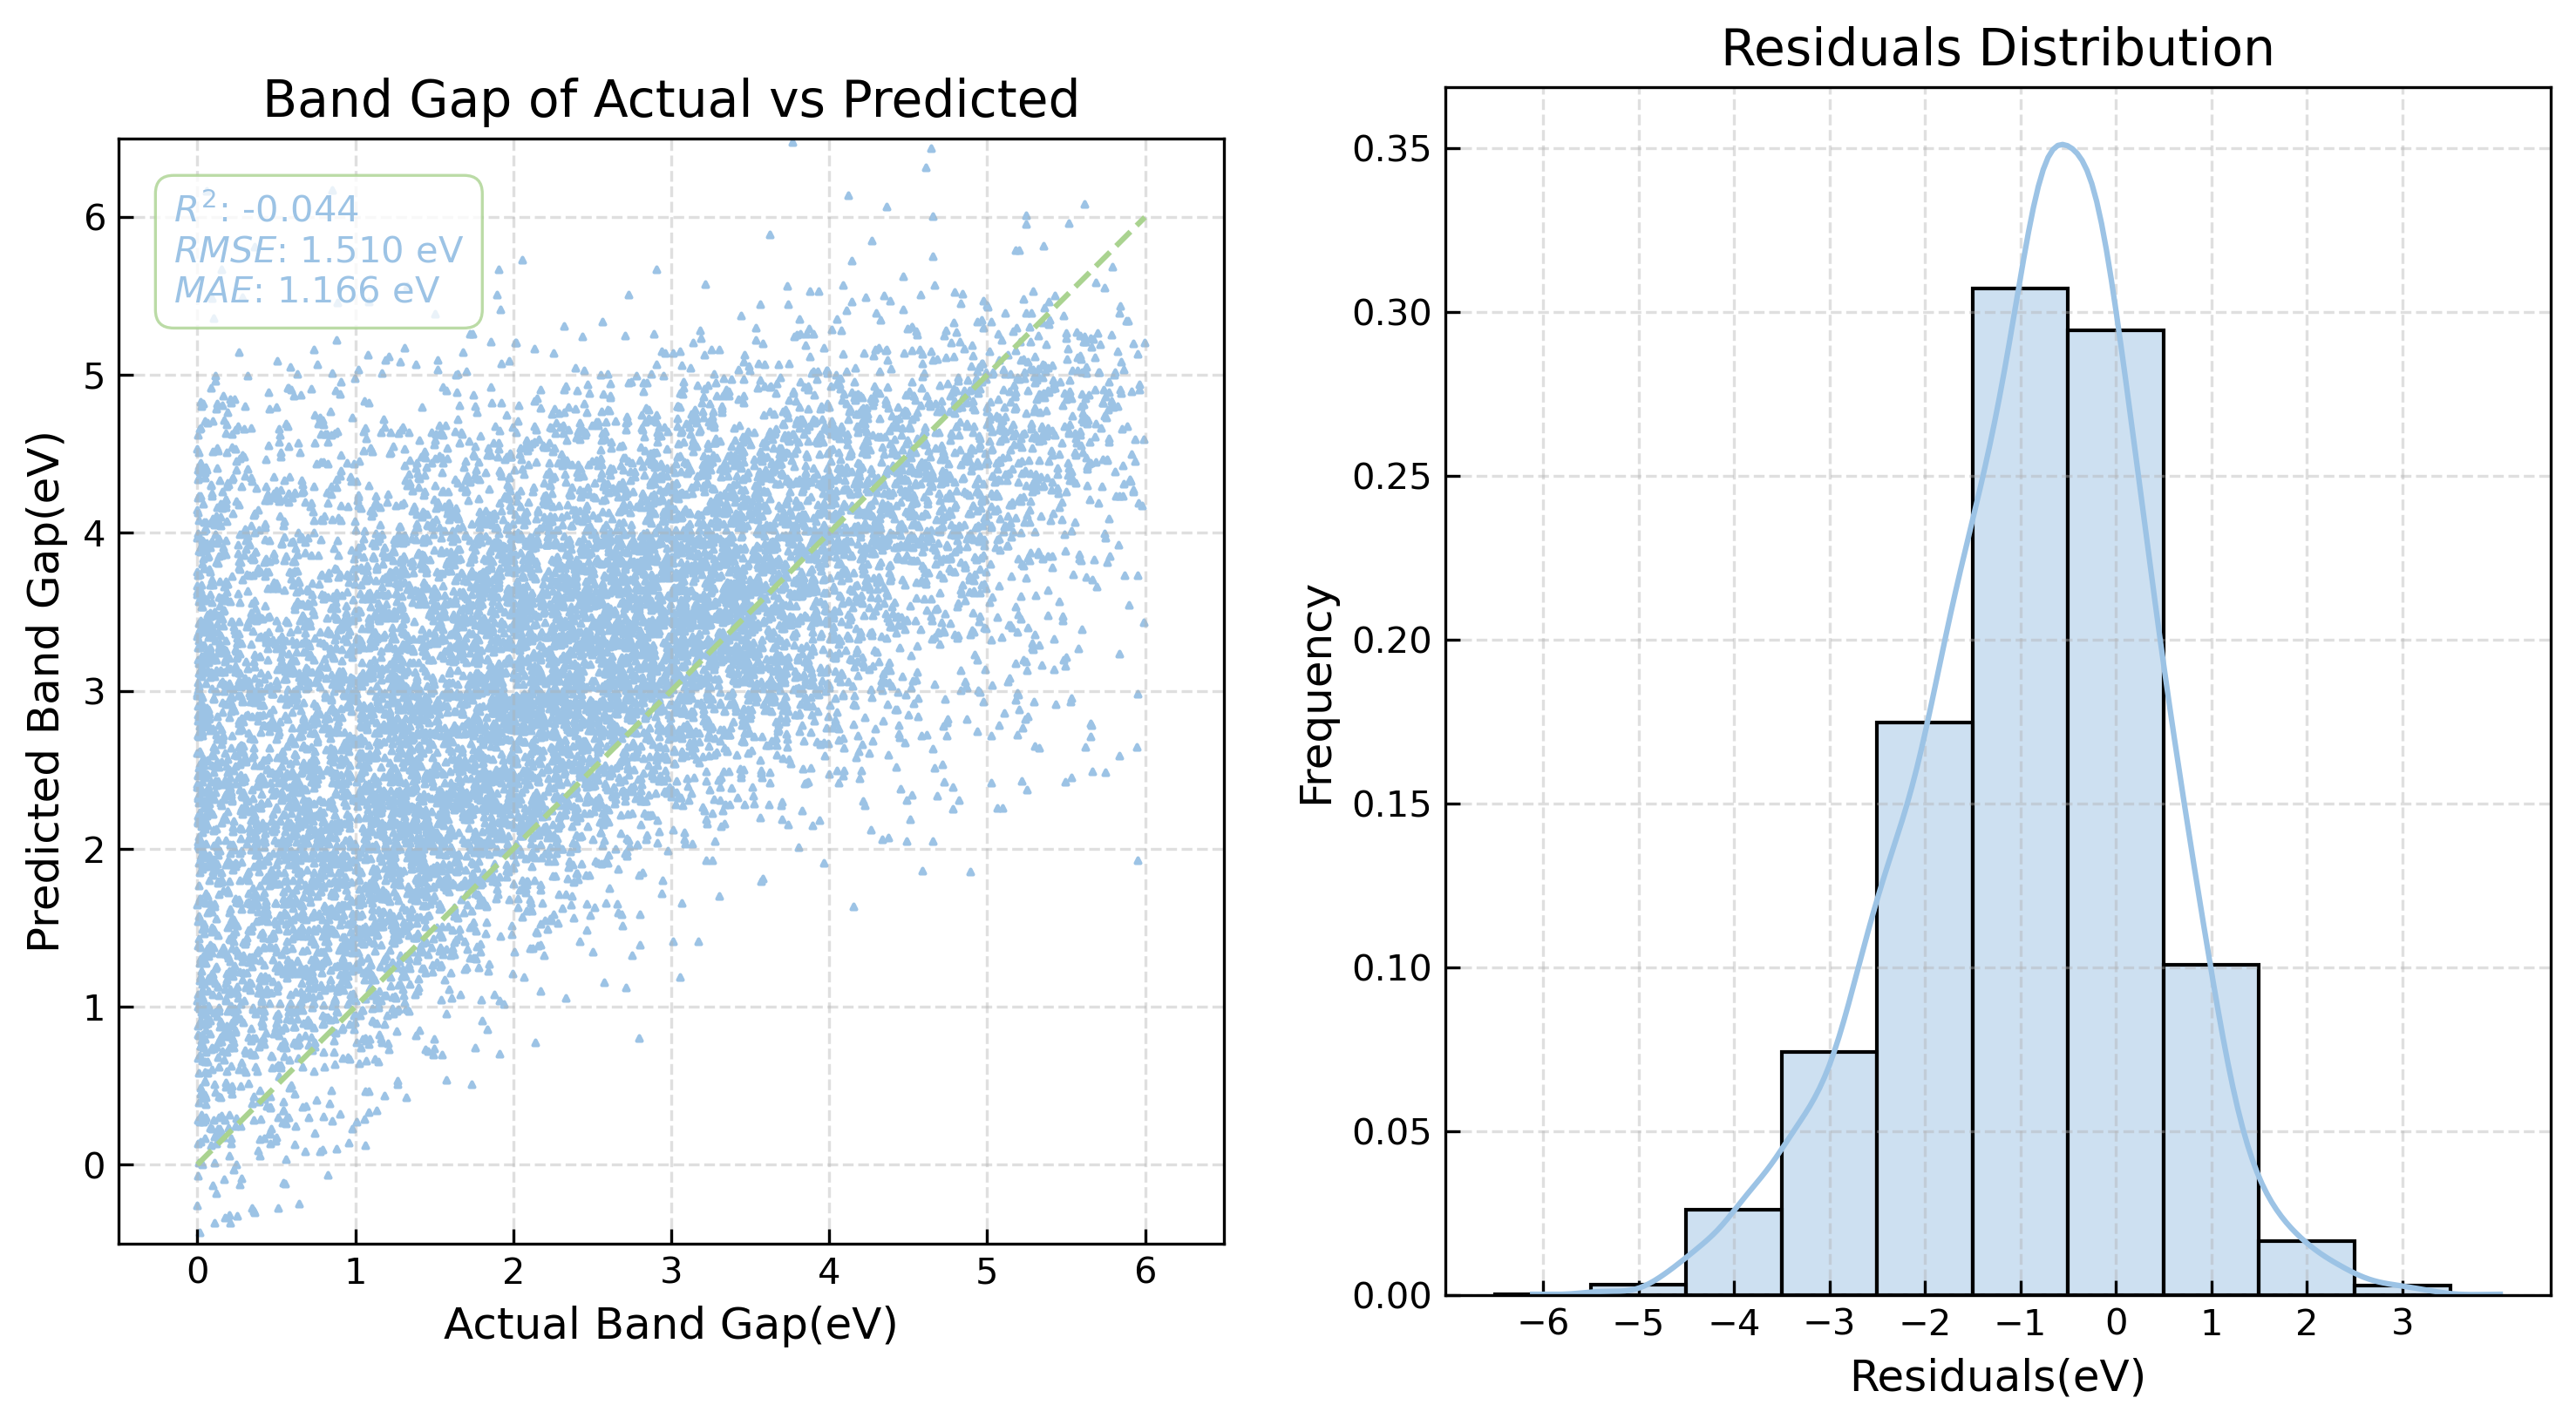 Band Gap of Actual vs Predicted
R²: -0.044
RMSE: 1.510 eV
MAE: 1.166 eV
Predicted Band Gap(eV)
6
5
4
3
2
1
0
0 1 2 3 4 5 6
Actual Band Gap(eV)
Residuals Distribution
Frequency
0.35
0.30
0.25
0.20
0.15
0.10
0.05
0.00
−6 −5 −4 −3 −2 −1 0 1 2 3
Residuals(eV)